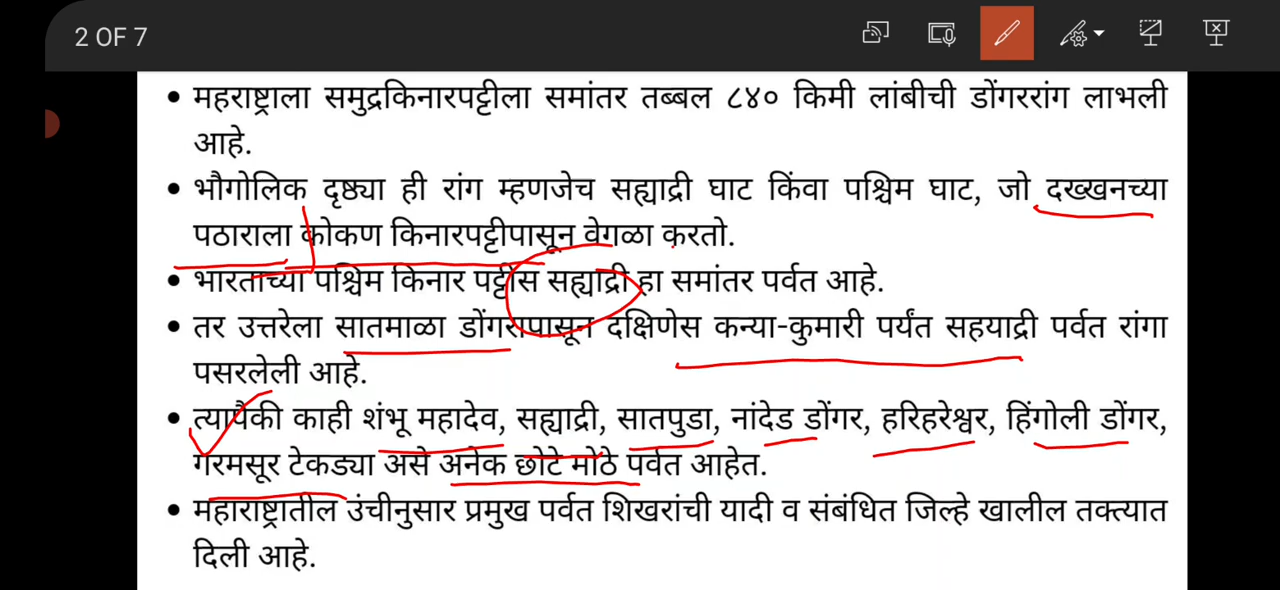 2 OF 7
• महराष्ट्राला समुद्रकिनारपट्टीला समांतर तब्बल ८४० किमी लांबीची डोंगररांग लाभली
आहे.
• भौगोलिक दृष्ठ्या ही रांग म्हणजेच सह्याद्री घाट किंवा पश्चिम घाट, जो दख्खनच्या
पठाराला कोकण किनारपट्टीपासून वेगळा करतो.
• भारताच्या पश्चिम किनार पट्टीस सह्याद्री हा समांतर पर्वत आहे.
• तर उत्तरेला सातमाळा डोंगरापासून दक्षिणेस कन्या-कुमारी पर्यंत सहयाद्री पर्वत रांगा
पसरलेली आहे.
• त्यापैकी काही शंभू महादेव, सह्याद्री, सातपुडा, नांदेड डोंगर, हरिहरेश्वर, हिंगोली डोंगर,
गरमसूर टेकड्या असे अनेक छोटे मोठे पर्वत आहेत.
• महाराष्ट्रातील उंचीनुसार प्रमुख पर्वत शिखरांची यादी व संबंधित जिल्हे खालील तक्त्यात
दिली आहे.